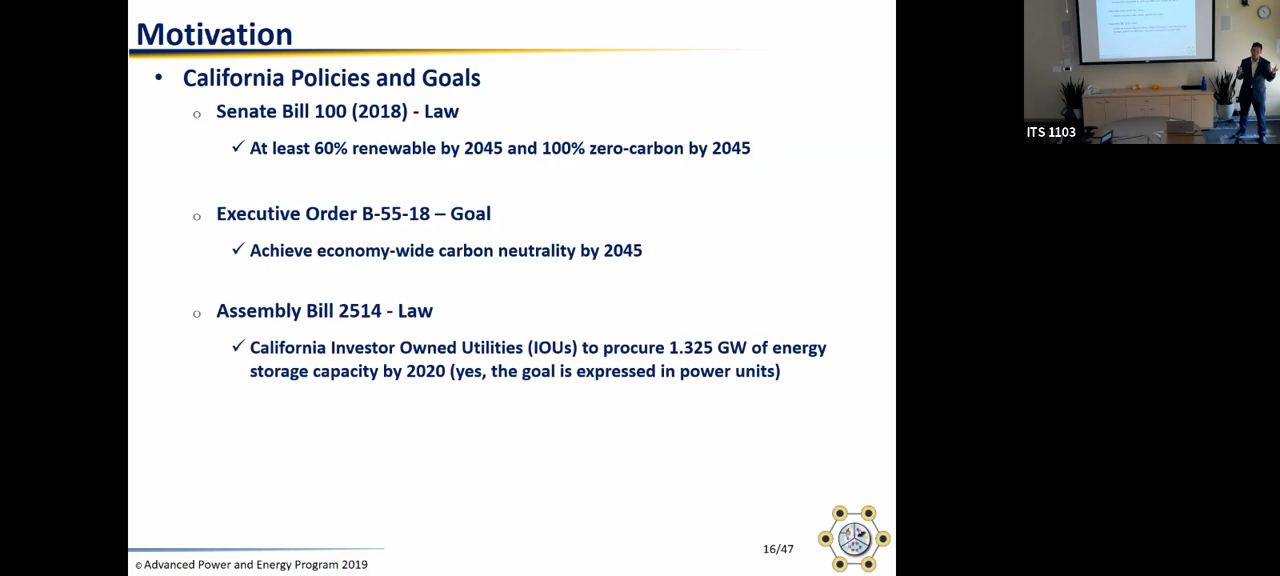 Motivation
• California Policies and Goals
o Senate Bill 100 (2018) - Law
✓ At least 60% renewable by 2045 and 100% zero-carbon by 2045
o Executive Order B-55-18 – Goal
✓ Achieve economy-wide carbon neutrality by 2045
o Assembly Bill 2514 - Law
✓ California Investor Owned Utilities (IOUs) to procure 1.325 GW of energy
storage capacity by 2020 (yes, the goal is expressed in power units)
16/47
© Advanced Power and Energy Program 2019
ITS 1103